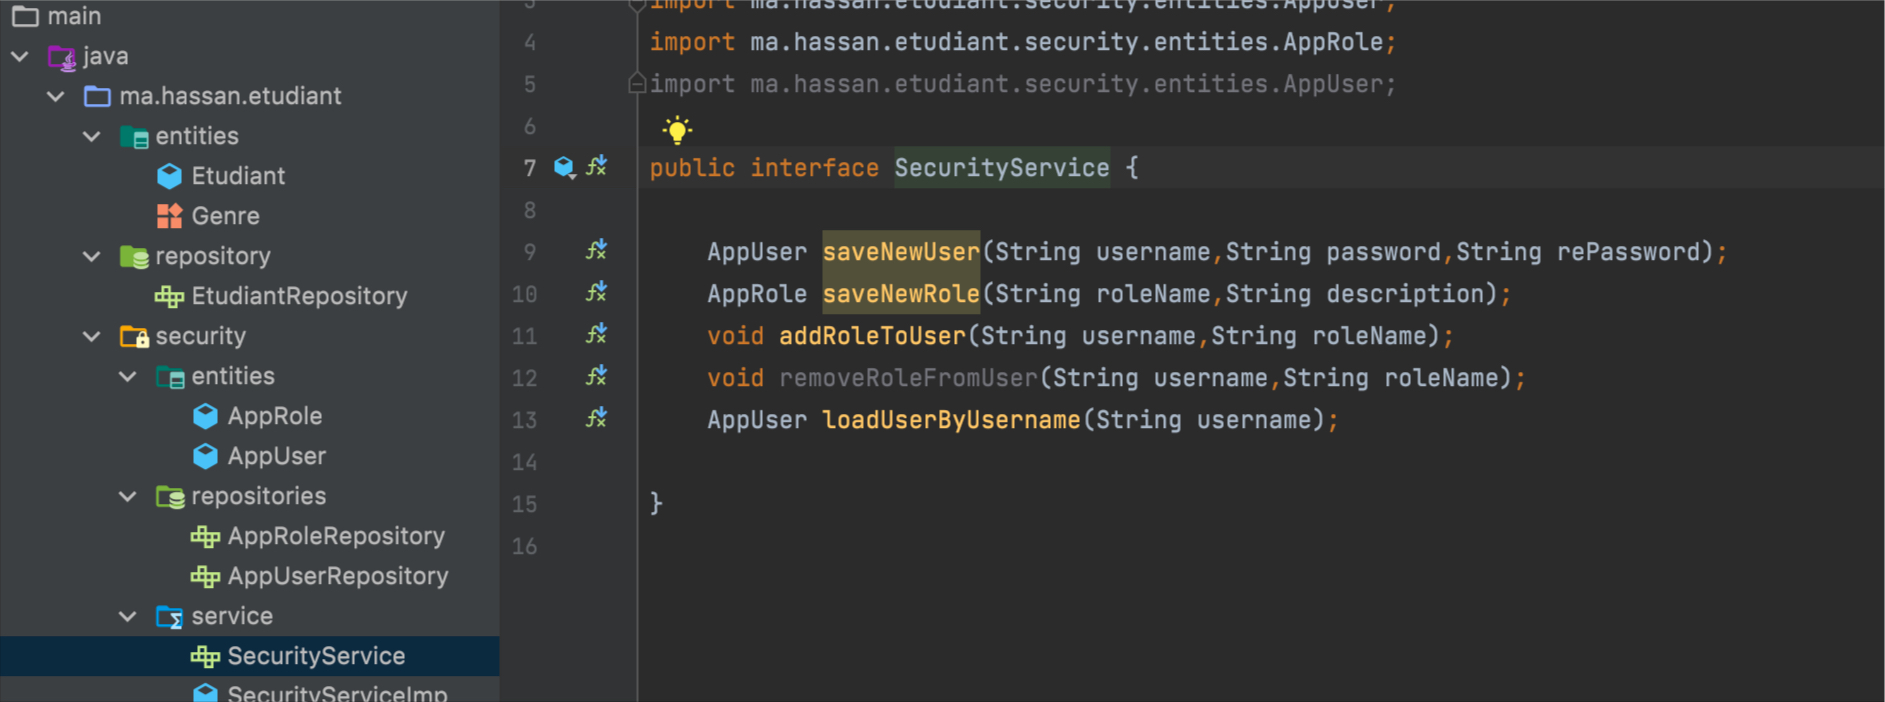 main
java
ma.hassan.etudiant
entities
Etudiant
Genre
repository
EtudiantRepository
security
entities
AppRole
AppUser
repositories
AppRoleRepository
AppUserRepository
service
SecurityService
SecurityServiceImp
3 import ma.hassan.etudiant.security.entities.AppUser;
4 import ma.hassan.etudiant.security.entities.AppRole;
5 import ma.hassan.etudiant.security.entities.AppUser;
6
7 public interface SecurityService {
8
9 AppUser saveNewUser(String username,String password,String rePassword);
10 AppRole saveNewRole(String roleName,String description);
11 void addRoleToUser(String username,String roleName);
12 void removeRoleFromUser(String username,String roleName);
13 AppUser loadUserByUsername(String username);
14
15 }
16